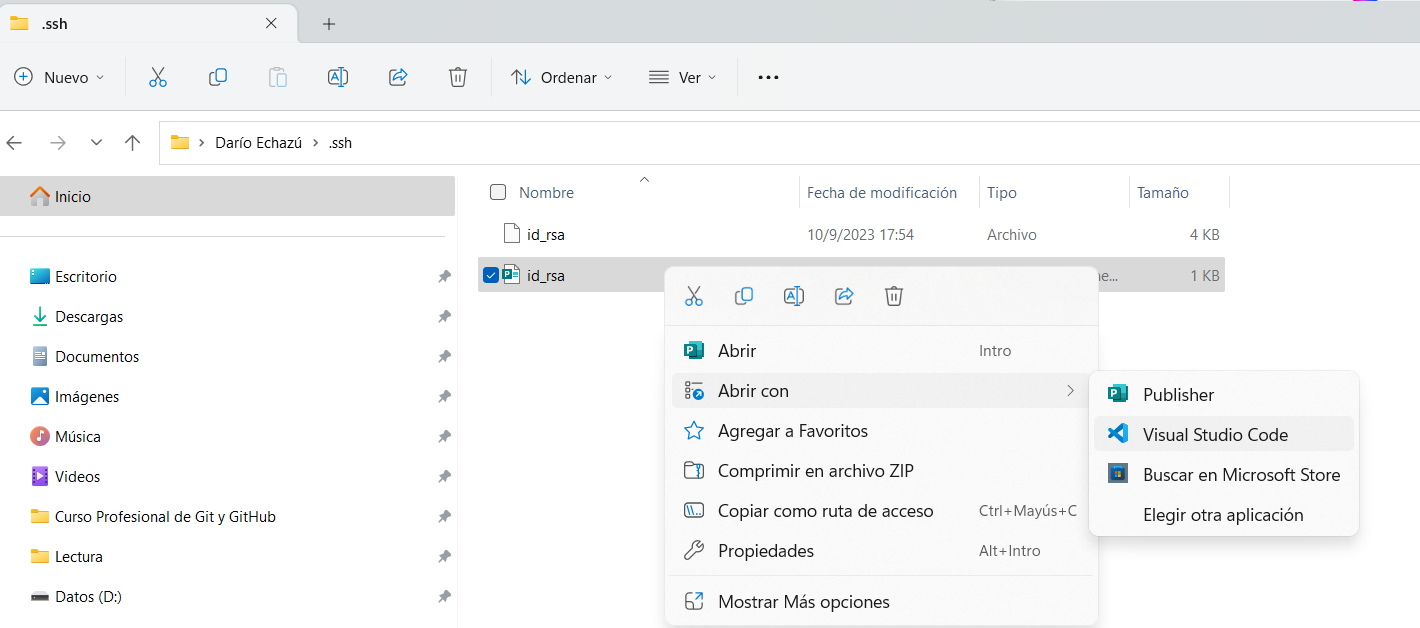 .ssh
Nuevo
Ordenar
Ver
Darío Echazú
.ssh
Inicio
Nombre
Fecha de modificación
Tipo
Tamaño
id_rsa
10/9/2023 17:54
Archivo
4 KB
id_rsa
1 KB
Escritorio
Descargas
Documentos
Imágenes
Música
Videos
Curso Profesional de Git y GitHub
Lectura
Datos (D:)
Abrir
Intro
Abrir con
Agregar a Favoritos
Comprimir en archivo ZIP
Copiar como ruta de acceso
Ctrl+Mayús+C
Propiedades
Alt+Intro
Mostrar Más opciones
Publisher
Visual Studio Code
Buscar en Microsoft Store
Elegir otra aplicación